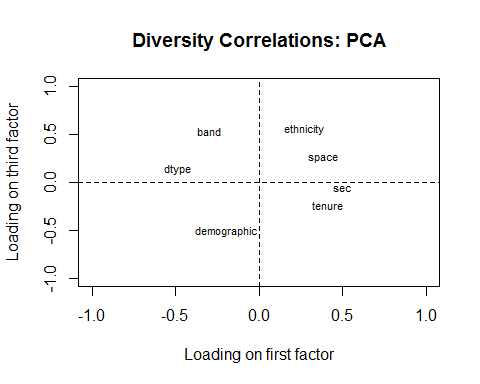 Diversity Correlations: PCA
Loading on third factor
1.0
0.5
0.0
-0.5
-1.0
band
ethnicity
space
dtype
sec
tenure
demographic
-1.0 -0.5 0.0 0.5 1.0
Loading on first factor